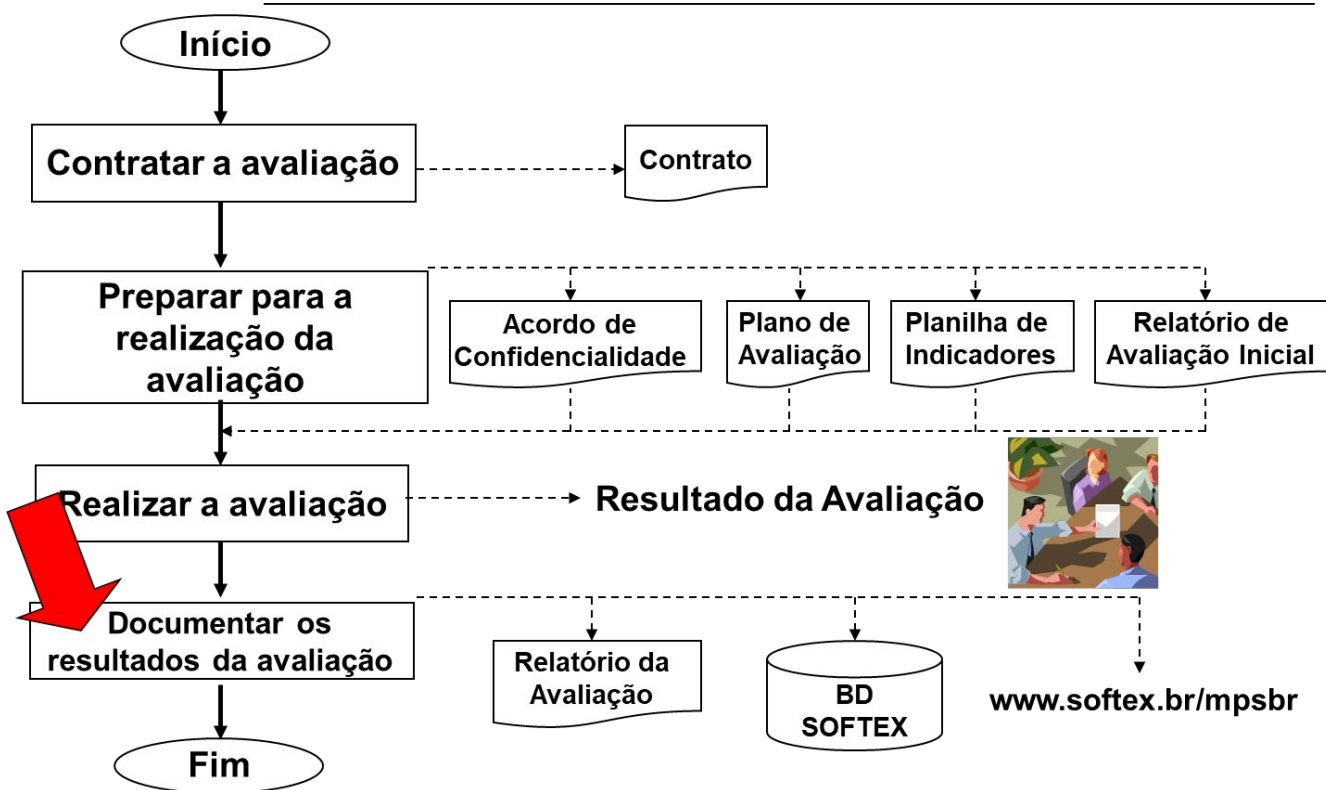 Início
Contratar a avaliação
Contrato
Preparar para a
realização da
avaliação
Acordo de
Confidencialidade
Plano de
Avaliação
Planilha de
Indicadores
Relatório de
Avaliação Inicial
Realizar a avaliação
Resultado da Avaliação
Documentar os
resultados da avaliação
Relatório da
Avaliação
BD
SOFTEX
www.softex.br/mpsbr
Fim